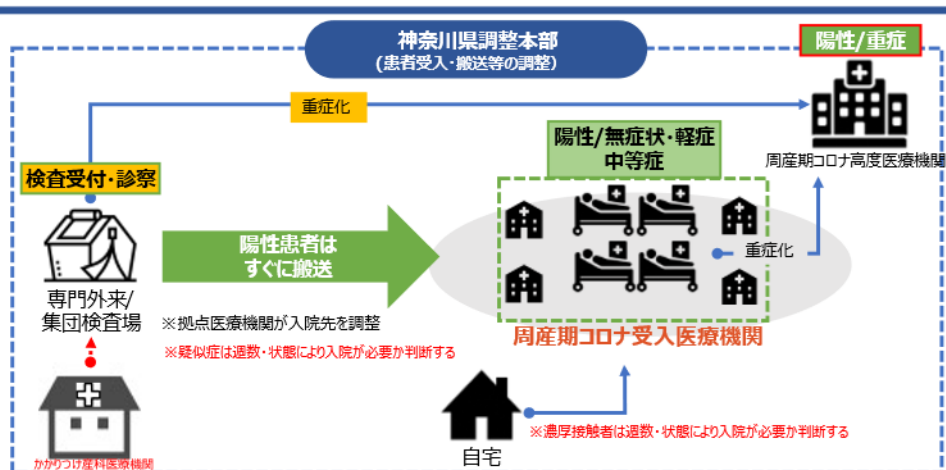 神奈川県調整本部
(患者受入・搬送等の調整)
陽性/重症
重症化
周産期コロナ高度医療機関
陽性/無症状・軽症
中等症
検査受付・診察
陽性患者は
すぐに搬送
重症化
専門外来/
集団検査場
※拠点医療機関が入院先を調整
※疑似症は週数・状態により入院が必要か判断する
周産期コロナ受入医療機関
かかりつけ産科医療機関
自宅
※濃厚接触者は週数・状態により入院が必要か判断する